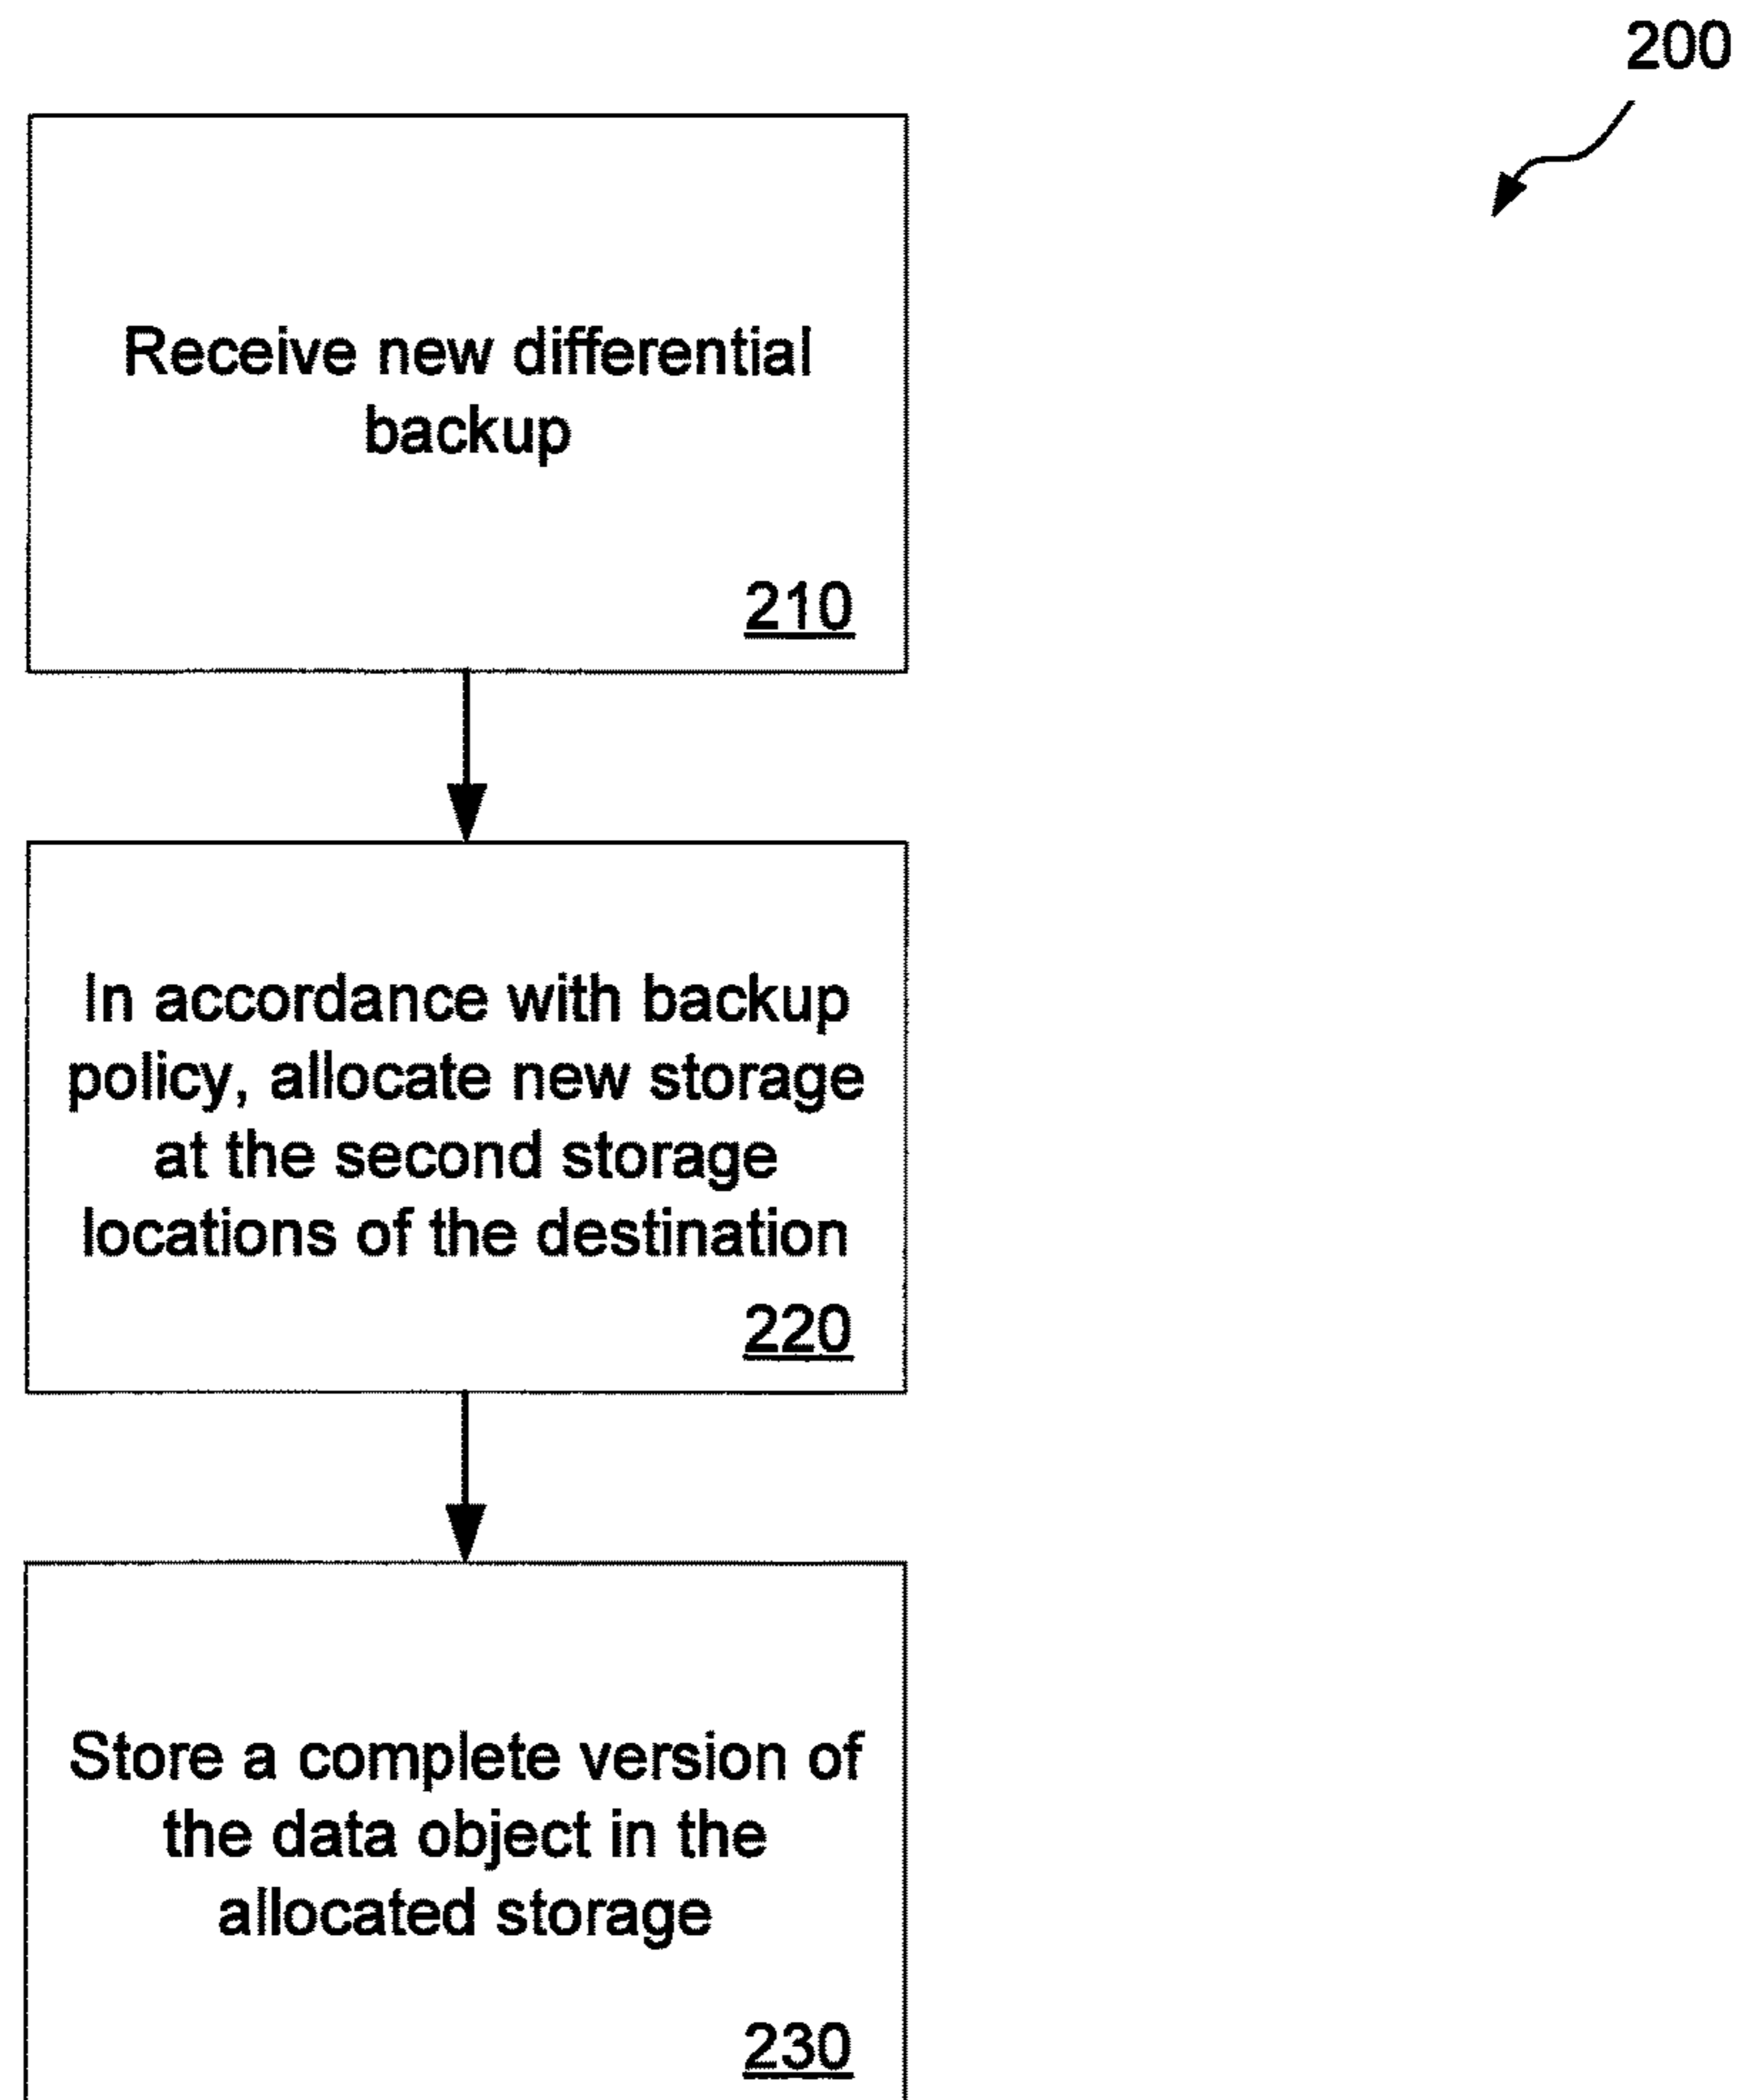 200
Receive new differential
backup
210
In accordance with backup
policy, allocate new storage
at the second storage
locations of the destination
220
Store a complete version of
the data object in the
allocated storage
230